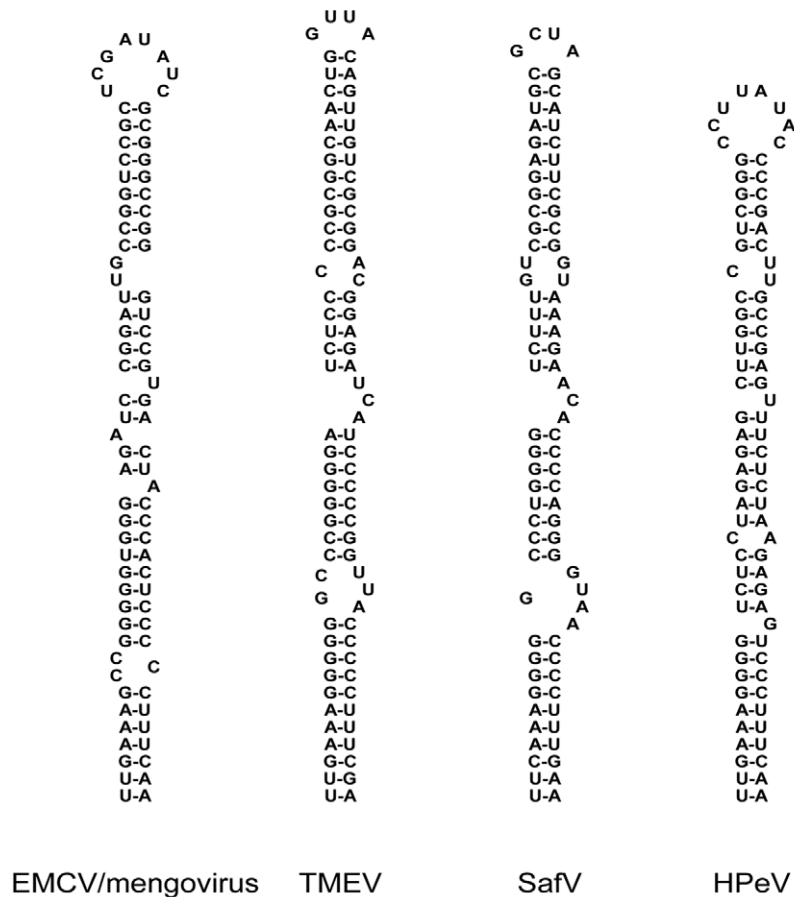 A U
G A
C U
U C
C-G
G-C
C-G
C-G
U-G
G-C
G-C
C-G
C-G
G
U
U-G
A-U
G-C
G-C
C-G
U
C-G
U-A
A
G-C
A-U
A
G-C
G-C
G-C
U-A
G-C
G-U
G-C
G-C
G-C
C C
C
G-C
A-U
A-U
A-U
G-C
U-A
U-A
EMCV/mengovirus
U U
G A
G-C
U-A
C-G
A-U
A-U
C-G
G-U
G-C
C-G
G-C
C-G
C-G
C A
C
C-G
C-G
U-A
C-G
U-A
U
C
A
A-U
G-C
G-C
G-C
G-C
G-C
C-G
C-G
C U
G U
A
G-C
G-C
G-C
G-C
G-C
A-U
A-U
A-U
G-C
U-G
U-A
TMEV
C U
G A
C-G
G-C
U-A
A-U
G-C
A-U
G-U
G-C
C-G
G-C
C-G
U G
G U
U-A
U-A
U-A
C-G
U-A
A
C
A
G-C
G-C
G-C
G-C
U-A
C-G
C-G
C-G
G
U
G A
A
G-C
G-C
G-C
G-C
A-U
A-U
A-U
C-G
U-A
U-A
SafV
U A
U U
C A
C C
G-C
G-C
G-C
C-G
U-A
G-C
U
C U
C-G
G-C
G-C
U-G
U-A
C-G
U
G-U
A-U
G-C
A-U
G-C
A-U
U-A
C A
C-G
U-A
C-G
U-A
G
G-U
G-C
G-C
G-C
A-U
A-U
A-U
G-C
U-A
U-A
HPeV